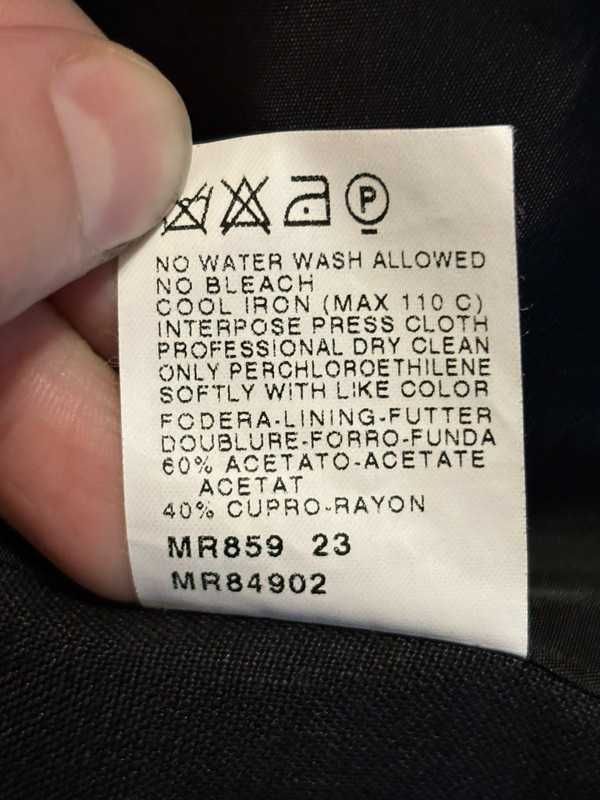 P
NO WATER WASH ALLOWED
NO BLEACH
COOL IRON (MAX 110 C)
INTERPOSE PRESS CLOTH
PROFESSIONAL DRY CLEAN
ONLY PERCHLOROETHILENE
SOFTLY WITH LIKE COLOR
FODERA-LINING-FUTTER
DOUBLURE-FORRO-FUNDA
60% ACETATO-ACETATE
ACETAT
40% CUPRO-RAYON
MR859 23
MR84902